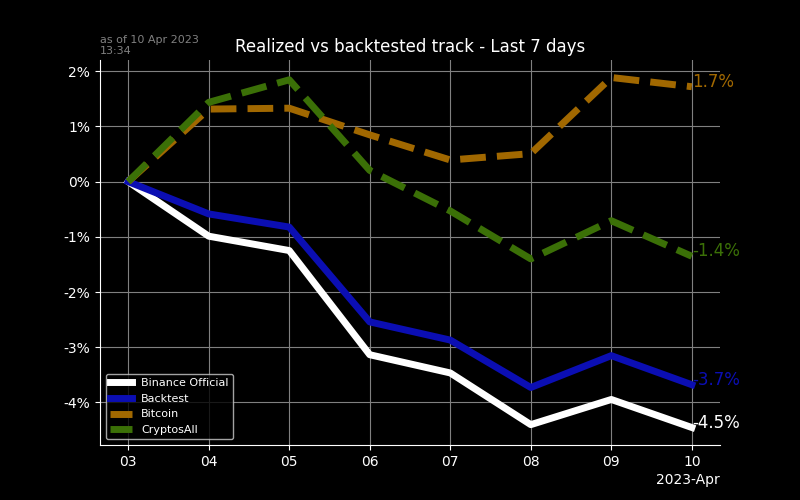 as of 10 Apr 2023
13:34
Realized vs backtested track - Last 7 days
2%
1%
0%
-1%
-2%
-3%
-4%
1.7%
-1.4%
-3.7%
-4.5%
Binance Official
Backtest
Bitcoin
CryptosAll
03 04 05 06 07 08 09 10
2023-Apr